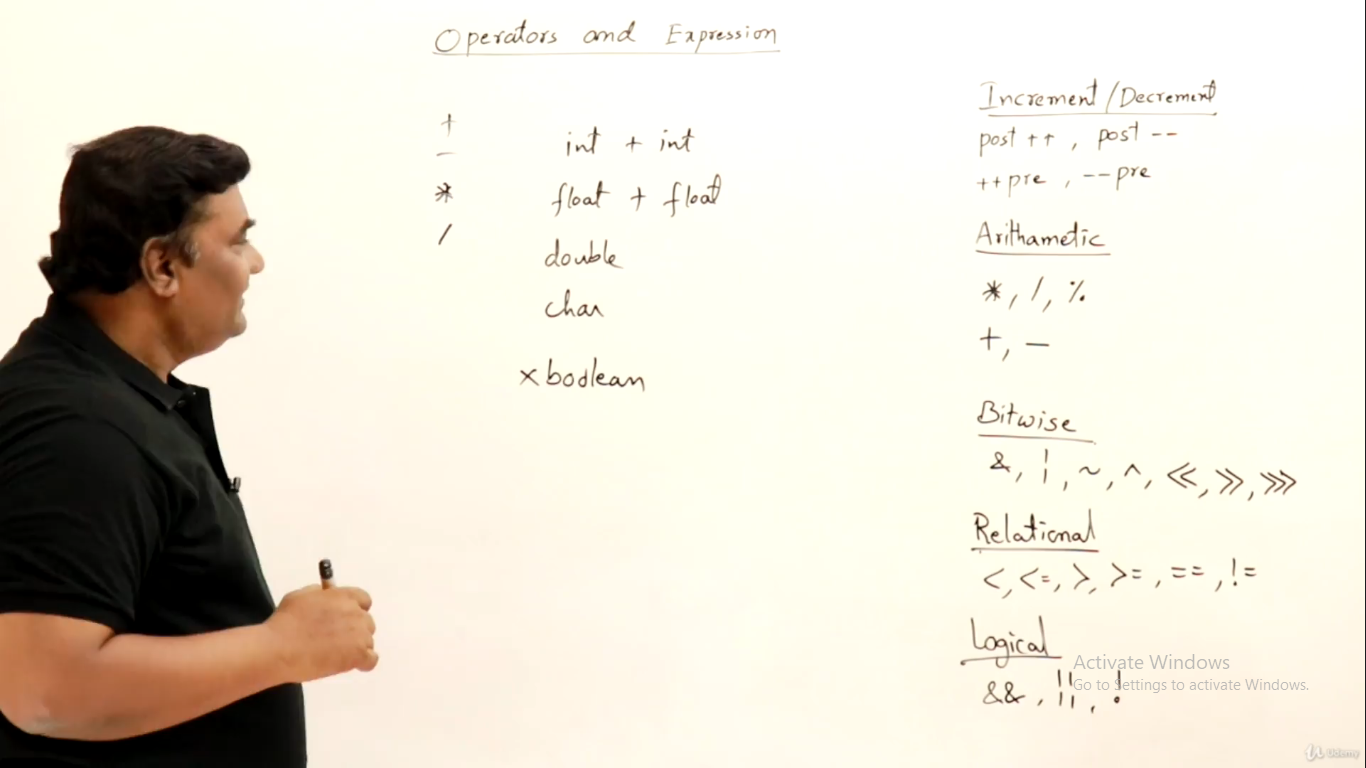 Operators and Expression
+
-
*
/
int + int
float + float
double
char
x boolean
Increment/Decrement
post ++ , post --
++pre , --pre
Arithametic
*, /, %
+, -
Bitwise
&, ¦, ~, ^, <<, >>, >>>
Relational
<, <=, >, >=, ==, !=
Logical
&&, ¦¦, !
Activate Windows
Go to Settings to activate Windows.
Udemy